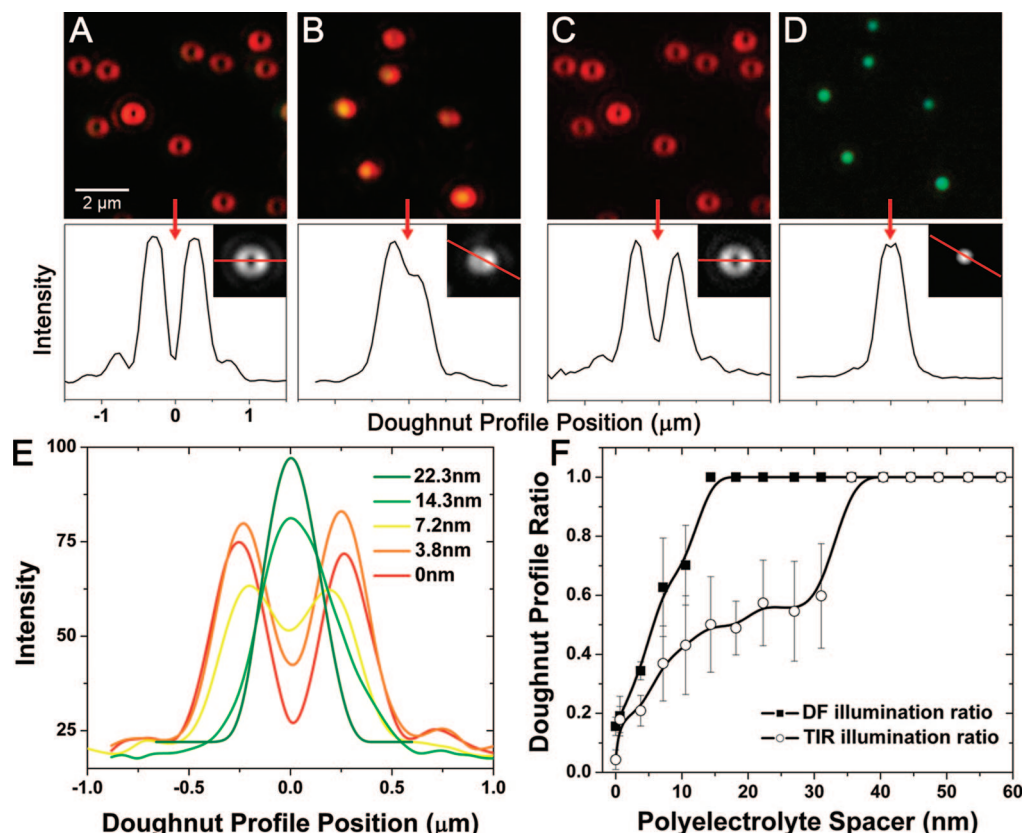 A
B
C
D
2 μm
Intensity
-1
0
1
Doughnut Profile Position (μm)
E
100
75
50
25
Intensity
22.3nm
14.3nm
7.2nm
3.8nm
0nm
-1.0
-0.5
0.0
0.5
1.0
Doughnut Profile Position (μm)
F
1.0
0.8
0.6
0.4
0.2
0.0
Doughnut Profile Ratio
DF illumination ratio
TIR illumination ratio
0
10
20
30
40
50
60
Polyelectrolyte Spacer (nm)